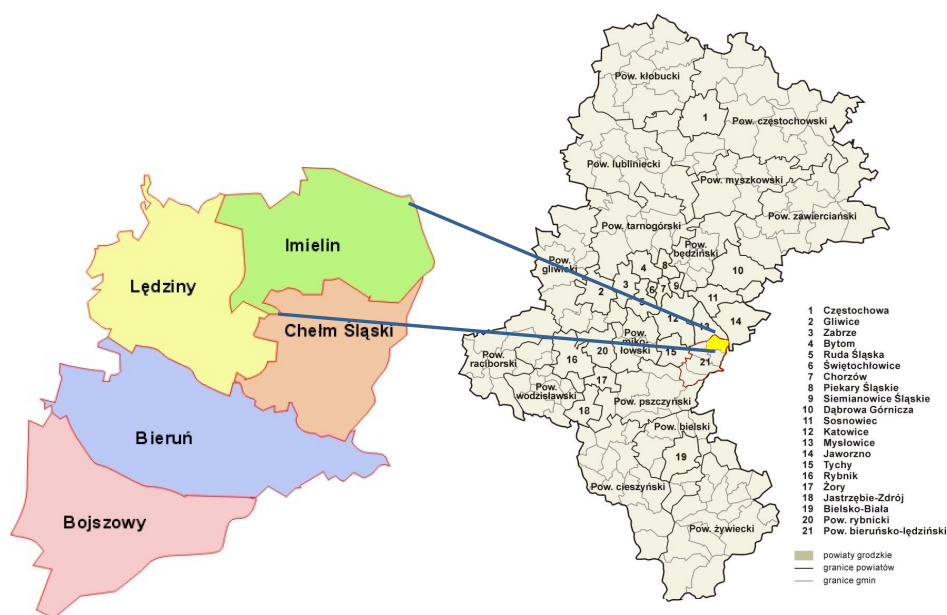 Imielin
Lędziny
Chełm Śląski
Bieruń
Bojszowy
Pow. kłobucki
1
Pow. częstochowski
Pow. lubliniecki
Pow. myszkowski
Pow. zawierciański
Pow. tarnogórski
Pow.
będziński
Pow.
gliwicki
4
8
10
2
3
6
7
9
11
5
12
13
14
Pow.
miko-
łowski
15
21
Pow.
raciborski
16
20
17
Pow.
wodzisławski
18
Pow. pszczyński
Pow. bielski
19
Pow. cieszyński
Pow. żywiecki
1 Częstochowa
2 Gliwice
3 Zabrze
4 Bytom
5 Ruda Śląska
6 Świętochłowice
7 Chorzów
8 Piekary Śląskie
9 Siemianowice Śląskie
10 Dąbrowa Górnicza
11 Sosnowiec
12 Katowice
13 Mysłowice
14 Jaworzno
15 Tychy
16 Rybnik
17 Żory
18 Jastrzębie-Zdrój
19 Bielsko-Biała
20 Pow. rybnicki
21 Pow. bieruńsko-lędziński
powiaty grodzkie
granice powiatów
granice gmin